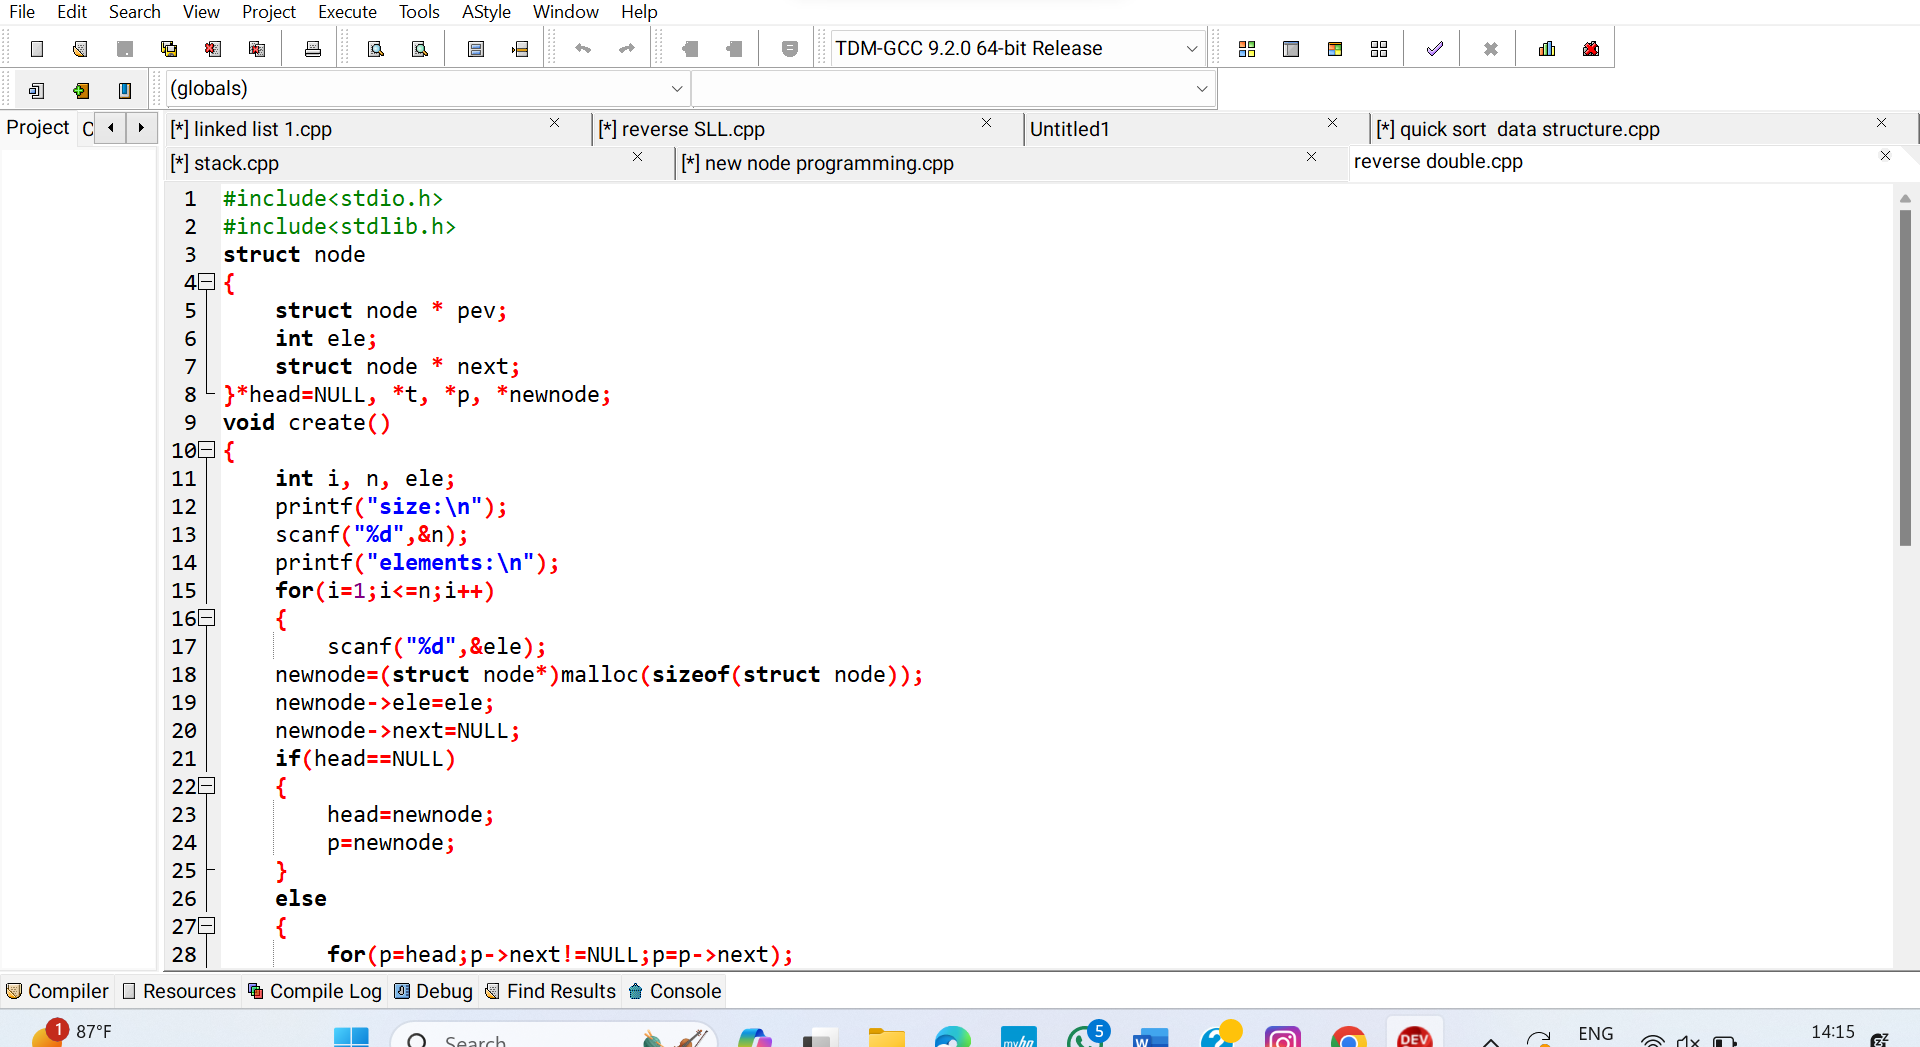 File Edit Search View Project Execute Tools AStyle Window Help
TDM-GCC 9.2.0 64-bit Release
(globals)
Project C
[*] linked list 1.cpp [*] reverse SLL.cpp Untitled1 [*] quick sort data structure.cpp
[*] stack.cpp [*] new node programming.cpp reverse double.cpp
1 #include<stdio.h>
2 #include<stdlib.h>
3 struct node
4 {
5 struct node * pev;
6 int ele;
7 struct node * next;
8 }*head=NULL, *t, *p, *newnode;
9 void create()
10 {
11 int i, n, ele;
12 printf("size:\n");
13 scanf("%d",&n);
14 printf("elements:\n");
15 for(i=1;i<=n;i++)
16 {
17 scanf("%d",&ele);
18 newnode=(struct node*)malloc(sizeof(struct node));
19 newnode->ele=ele;
20 newnode->next=NULL;
21 if(head==NULL)
22 {
23 head=newnode;
24 p=newnode;
25 }
26 else
27 {
28 for(p=head;p->next!=NULL;p=p->next);
Compiler Resources Compile Log Debug Find Results Console
1 87°F Search myhp 5 W DEV ENG 14:15